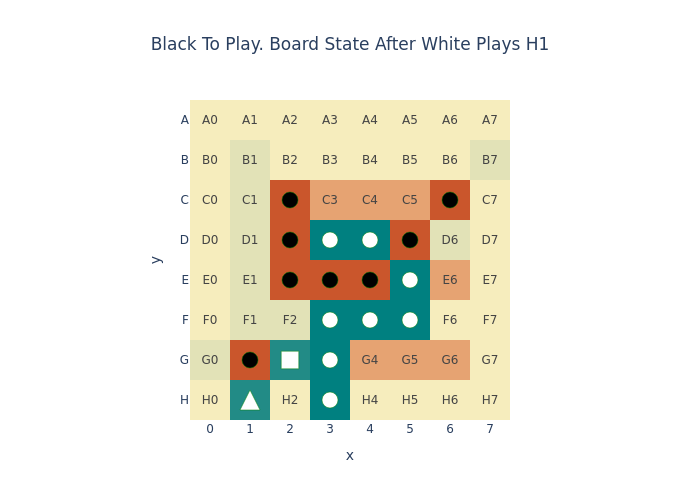 Black To Play. Board State After White Plays H1
A A0 A1 A2 A3 A4 A5 A6 A7
B B0 B1 B2 B3 B4 B5 B6 B7
C C0 C1 C3 C4 C5 C7
D D0 D1 D6 D7
y
E E0 E1 E6 E7
F F0 F1 F2 F6 F7
G G0 G4 G5 G6 G7
H H0 H2 H4 H5 H6 H7
0 1 2 3 4 5 6 7
x